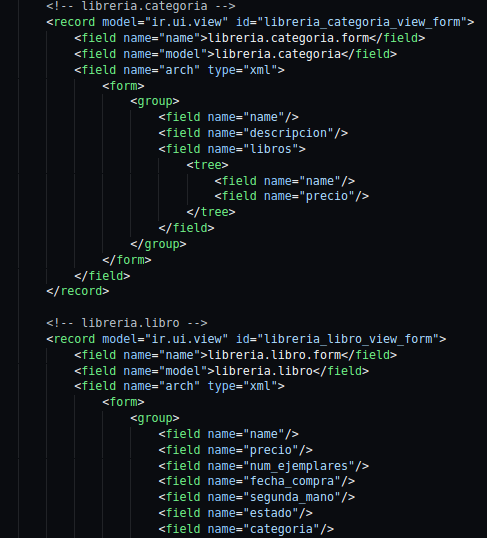 <!-- libreria.categoria -->
<record model="ir.ui.view" id="libreria_categoria_view_form">
<field name="name">libreria.categoria.form</field>
<field name="model">libreria.categoria</field>
<field name="arch" type="xml">
<form>
<group>
<field name="name"/>
<field name="descripcion"/>
<field name="libros">
<tree>
<field name="name"/>
<field name="precio"/>
</tree>
</field>
</group>
</form>
</field>
</record>
<!-- libreria.libro -->
<record model="ir.ui.view" id="libreria_libro_view_form">
<field name="name">libreria.libro.form</field>
<field name="model">libreria.libro</field>
<field name="arch" type="xml">
<form>
<group>
<field name="name"/>
<field name="precio"/>
<field name="num_ejemplares"/>
<field name="fecha_compra"/>
<field name="segunda_mano"/>
<field name="estado"/>
<field name="categoria"/>